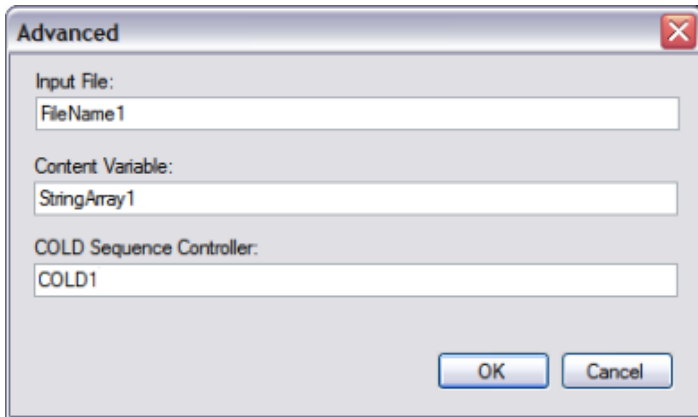 Advanced
Input File:
FileName1
Content Variable:
StringArray1
COLD Sequence Controller:
COLD1
OK Cancel